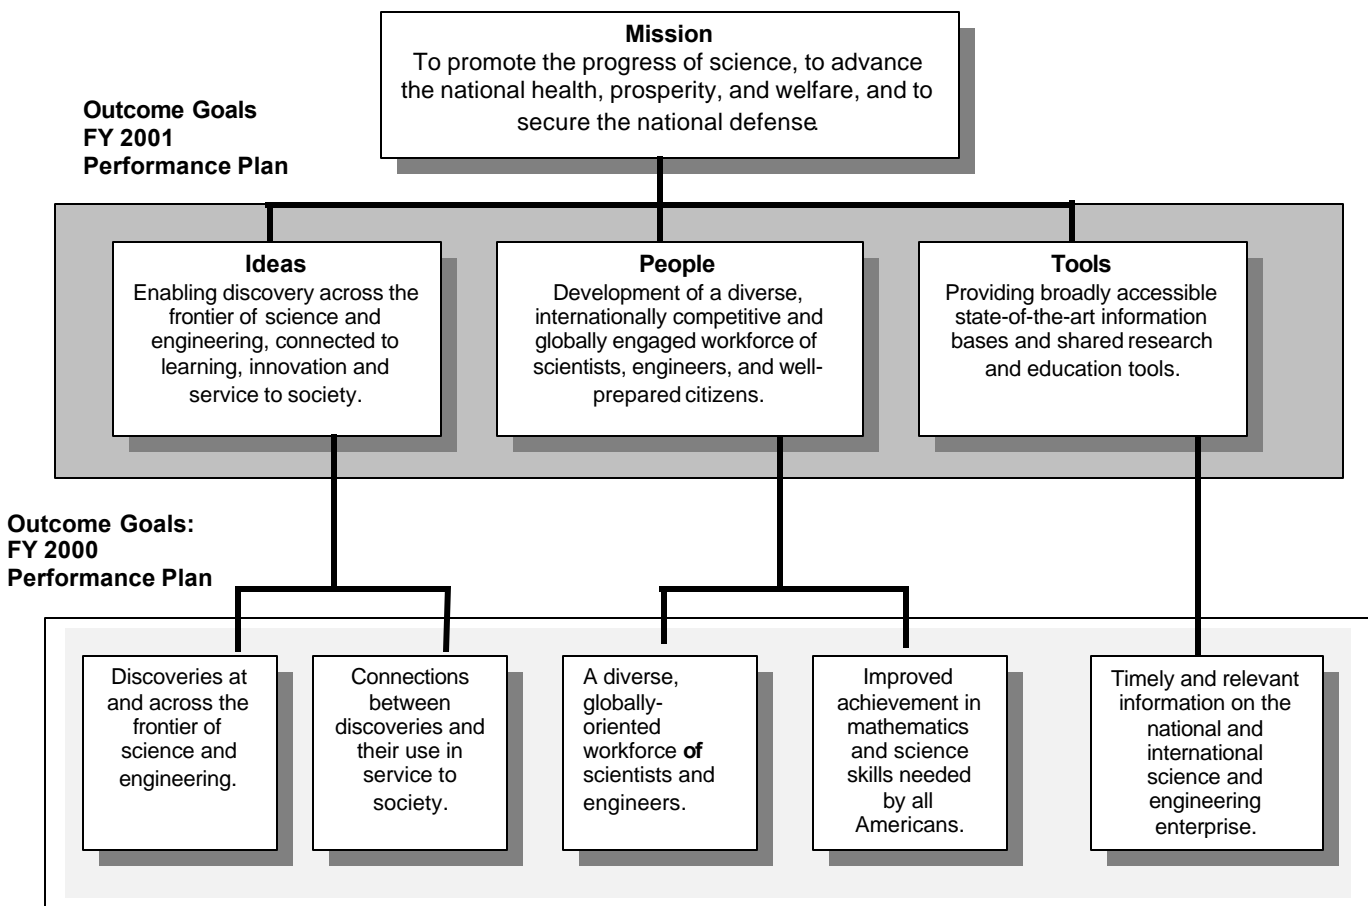 Mission
To promote the progress of science, to advance
the national health, prosperity, and welfare, and to
secure the national defense.
Outcome Goals
FY 2001
Performance Plan
Ideas
Enabling discovery across the
frontier of science and
engineering, connected to
learning, innovation and
service to society.
People
Development of a diverse,
internationally competitive and
globally engaged workforce of
scientists, engineers, and well-
prepared citizens.
Tools
Providing broadly accessible
state-of-the-art information
bases and shared research
and education tools.
Outcome Goals:
FY 2000
Performance Plan
Discoveries at
and across the
frontier of
science and
engineering.
Connections
between
discoveries and
their use in
service to
society.
A diverse,
globally-
oriented
workforce of
scientists and
engineers.
Improved
achievement in
mathematics
and science
skills needed
by all
Americans.
Timely and relevant
information on the
national and
international
science and
engineering
enterprise.